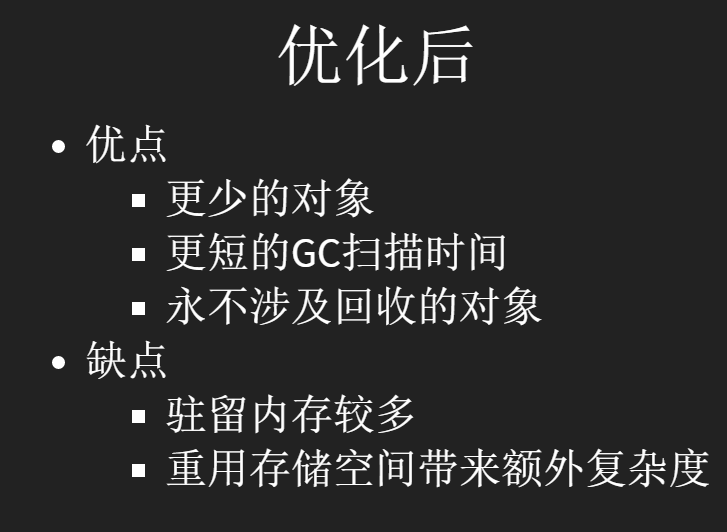 优化后
优点
更少的对象
更短的GC扫描时间
永不涉及回收的对象
缺点
驻留内存较多
重用存储空间带来额外复杂度